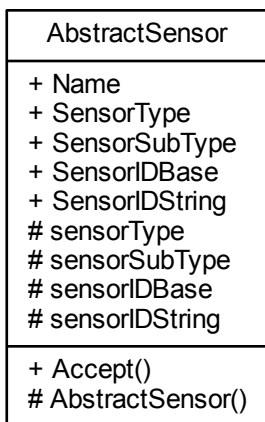 AbstractSensor
+ Name
+ SensorType
+ SensorSubType
+ SensorIDBase
+ SensorIDString
# sensorType
# sensorSubType
# sensorIDBase
# sensorIDString
+ Accept()
# AbstractSensor()